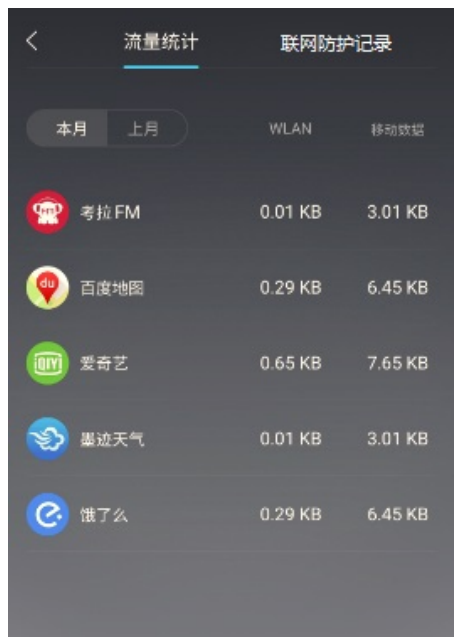 流量统计 联网防护记录
本月 上月 WLAN 移动数据
考拉FM 0.01 KB 3.01 KB
du
百度地图 0.29 KB 6.45 KB
QIY
爱奇艺 0.65 KB 7.65 KB
墨迹天气 0.01 KB 3.01 KB
饿了么 0.29 KB 6.45 KB